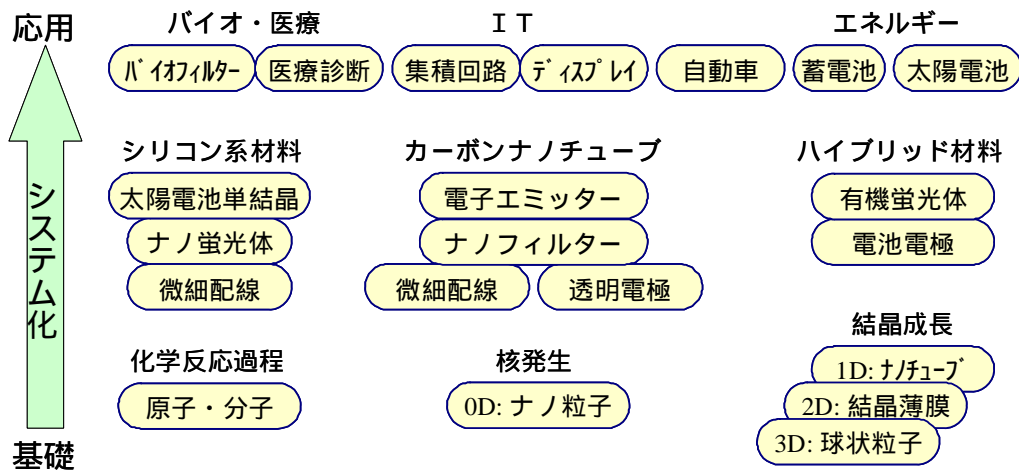 応用
バイオ・医療 ＩＴ エネルギー
ﾊﾞｲｵﾌｨﾙﾀｰ 医療診断 集積回路 ﾃﾞｨｽﾌﾟﾚｲ 自動車 蓄電池 太陽電池
シリコン系材料 カーボンナノチューブ ハイブリッド材料
太陽電池単結晶 電子エミッター 有機蛍光体
ナノ蛍光体 ナノフィルター 電池電極
微細配線 微細配線 透明電極
システム化
結晶成長
化学反応過程 核発生
1D: ﾅﾉﾁｭｰﾌﾞ
原子・分子 0D: ナノ粒子 2D: 結晶薄膜
3D: 球状粒子
基礎